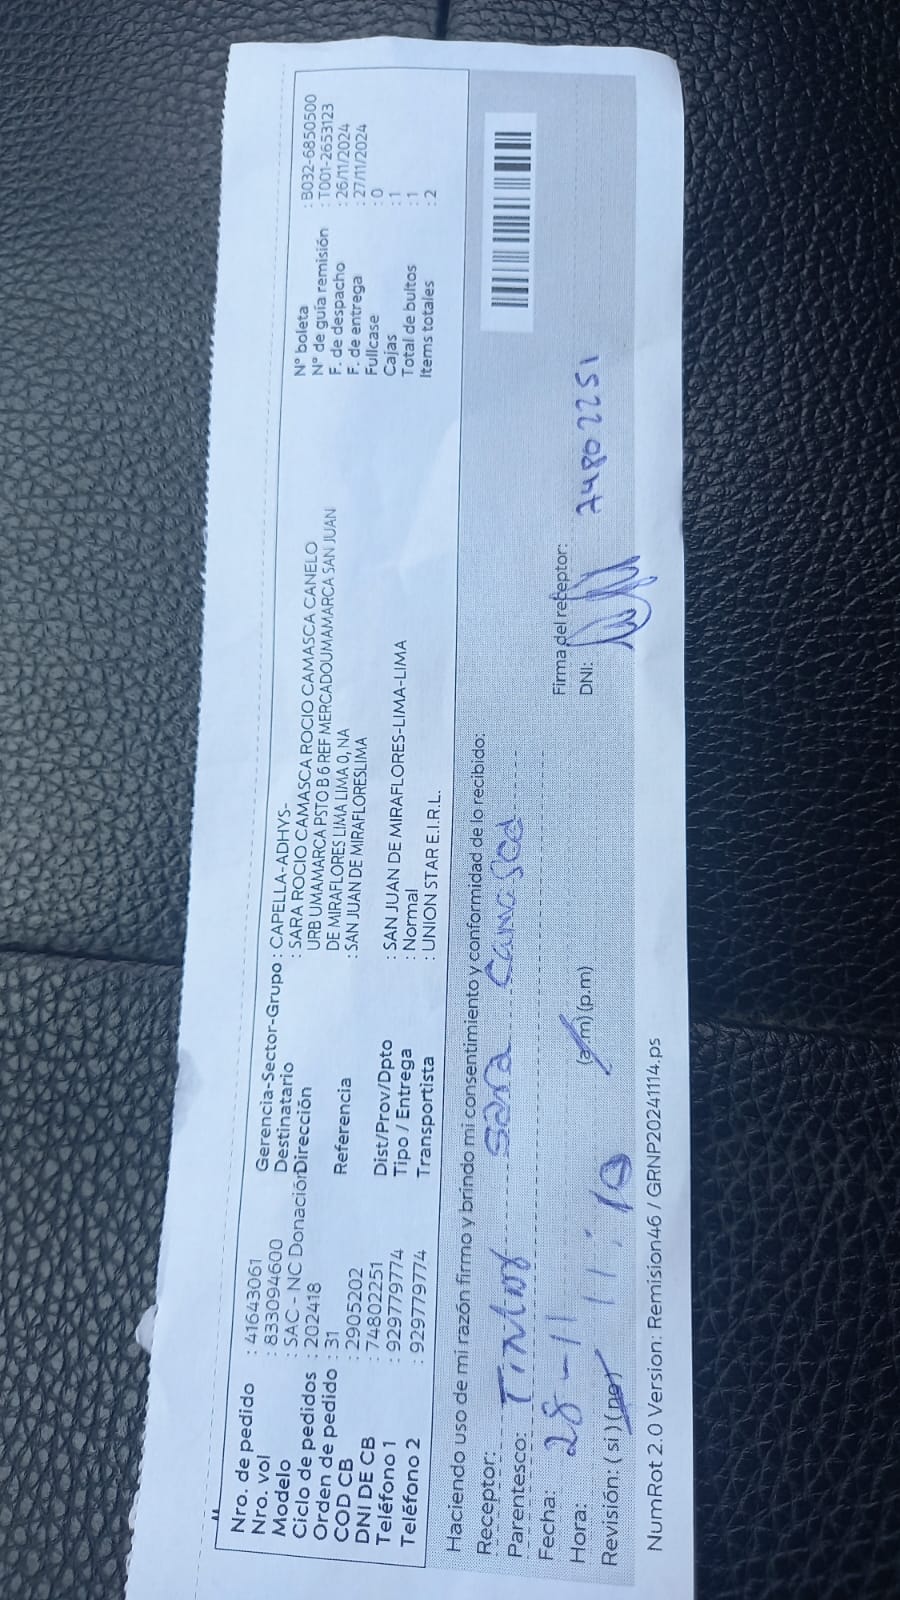 Nro. de pedido : 41643061
Nro. vol : 833094600
Modelo : SAC - NC Donación
Ciclo de pedidos : 202418
Orden de pedido : 31
COD CB : 2905202
DNI DE CB : 74802251
Teléfono 1 : 929779774
Teléfono 2 : 929779774
Gerencia-Sector-Grupo : CAPELLA-ADHYS-
Destinatario : SARA ROCIO CAMASCA ROCIO CAMASCA CANELO
Dirección URB UMAMARCA PSTO B 6 REF MERCADOUMAMARCA SAN JUAN
DE MIRAFLORES LIMA LIMA 0, NA
Referencia : SAN JUAN DE MIRAFLORESLIMA
Dist/Prov/Dpto : SAN JUAN DE MIRAFLORES-LIMA-LIMA
Tipo / Entrega : Normal
Transportista : UNION STAR E.I.R.L.
N° boleta : B032-6850500
N° de guía remisión : T001-2653123
F. de despacho : 26/11/2024
F. de entrega : 27/11/2024
Fullcase : 0
Cajas : 1
Total de bultos : 1
Items totales : 2
Haciendo uso de mi razón firmo y brindo mi consentimiento y conformidad de lo recibido:
Receptor: Sara Camasca
Parentesco: Titular
Fecha: 28-11
Hora: 11:10 (a.m) (p.m)
Revisión: ( si ) ( no )
Firma del receptor:
DNI: 74802251
NumRot 2.0 Version: Remision46 / GRNP20241114.ps